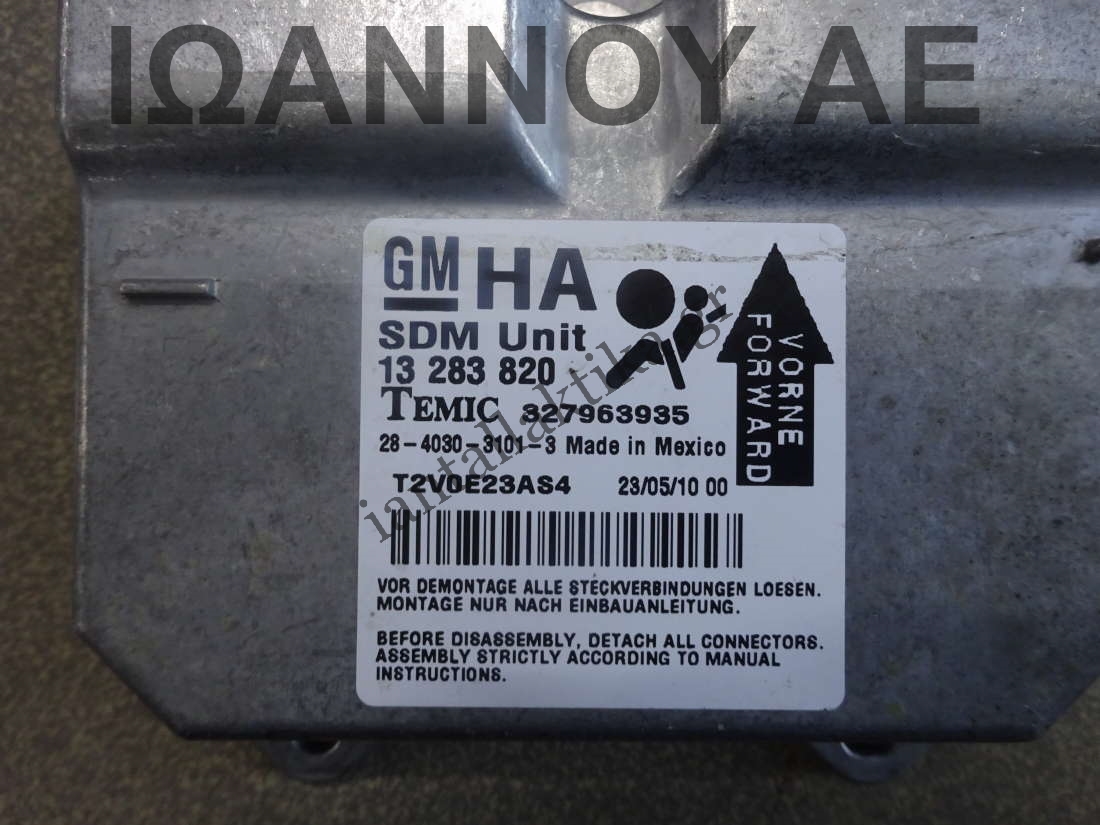 ΙΩΑΝΝΟΥ ΑΕ
GM HA
SDM Unit
13 283 820
TEMIC 327963935
28-4030-3101-3 Made in Mexico
T2V0E23AS4 23/05/10 00
VORNE
FORWARD
iantallaktika.gr
VOR DEMONTAGE ALLE STECKVERBINDUNGEN LOESEN.
MONTAGE NUR NACH EINBAUANLEITUNG.
BEFORE DISASSEMBLY, DETACH ALL CONNECTORS.
ASSEMBLY STRICTLY ACCORDING TO MANUAL
INSTRUCTIONS.